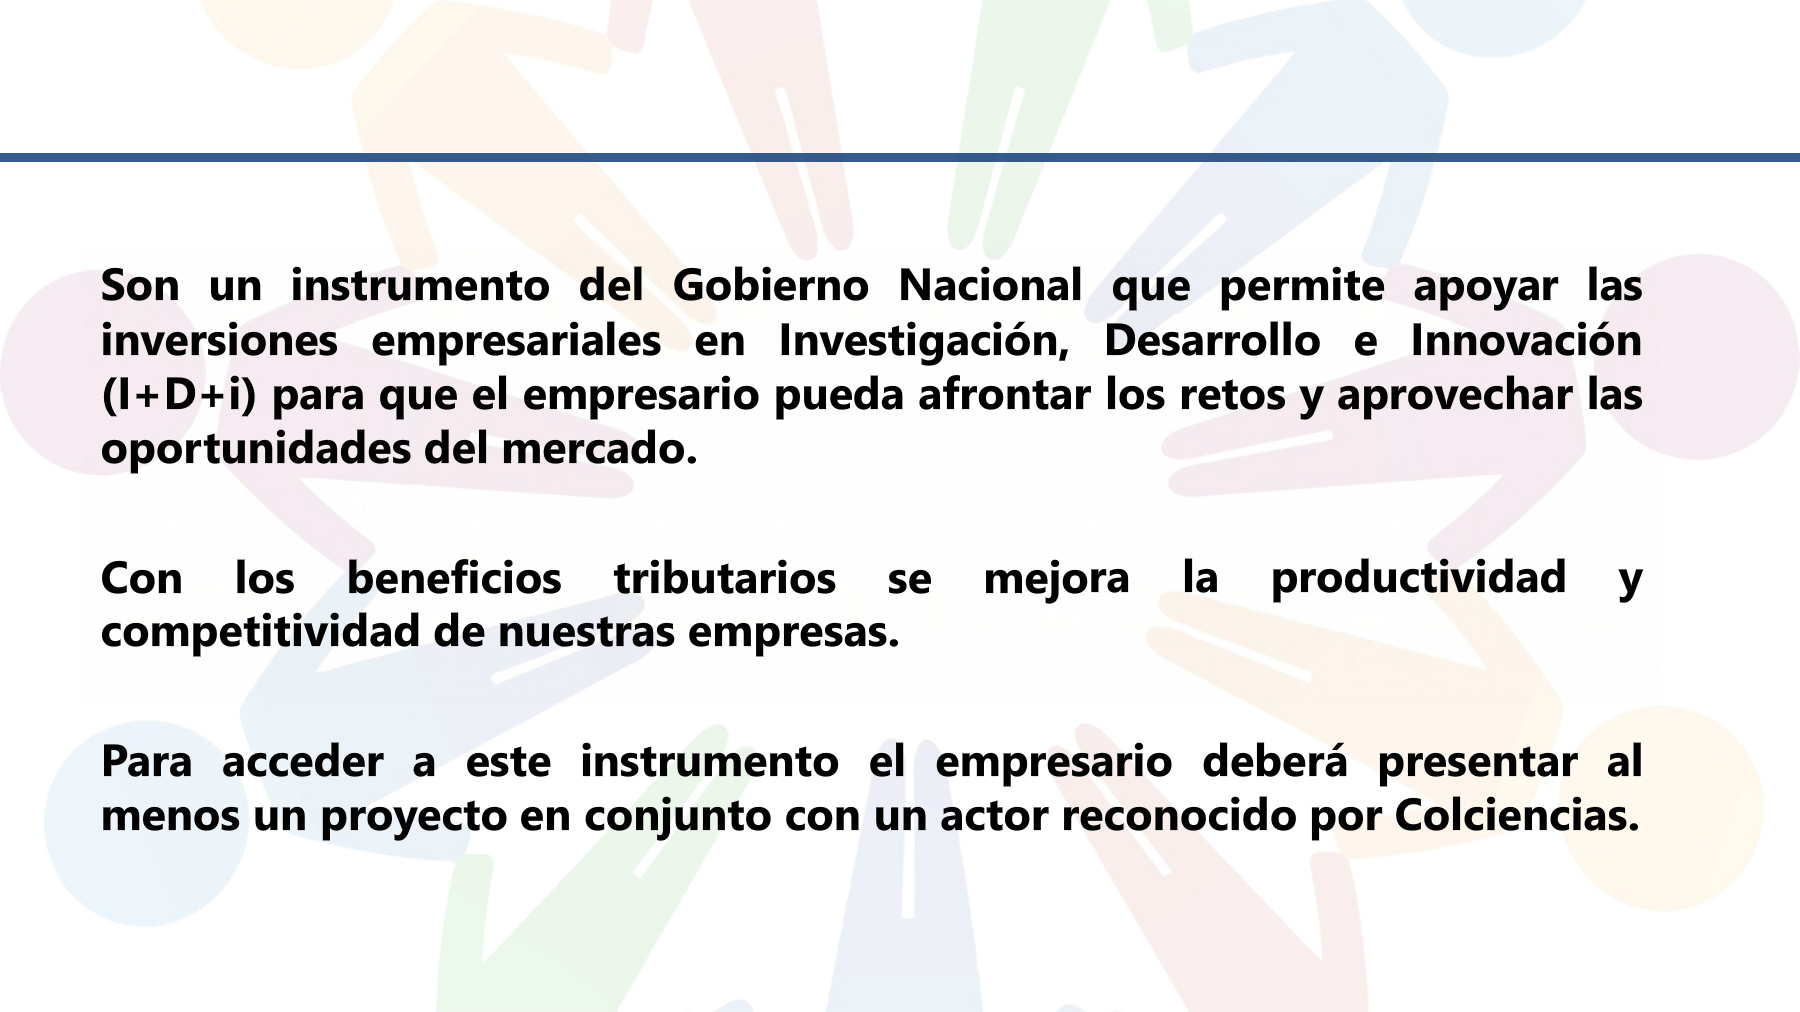 Son un instrumento del Gobierno Nacional que permite apoyar las
inversiones empresariales en Investigación, Desarrollo e Innovación
(I+D+i) para que el empresario pueda afrontar los retos y aprovechar las
oportunidades del mercado.
Con los beneficios tributarios se mejora la productividad y
competitividad de nuestras empresas.
Para acceder a este instrumento el empresario deberá presentar al
menos un proyecto en conjunto con un actor reconocido por Colciencias.